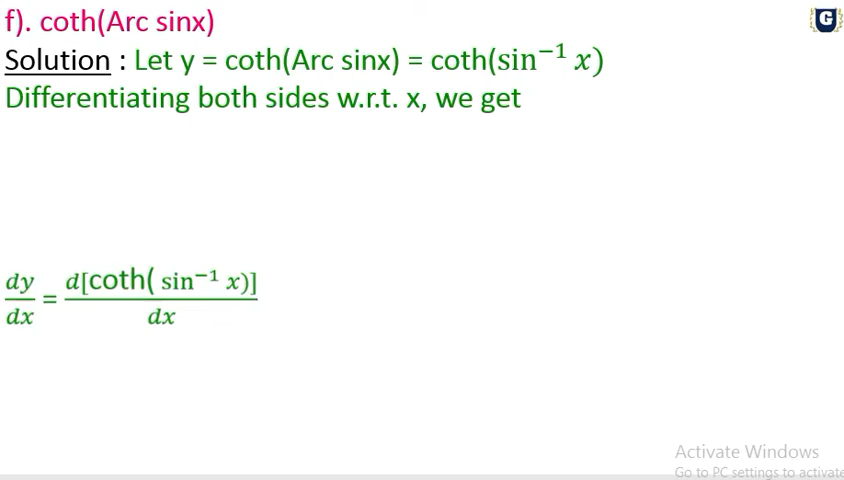 f). coth(Arc sinx)
Solution : Let y = coth(Arc sinx) = coth(sin⁻¹ x)
Differentiating both sides w.r.t. x, we get
dy/dx = d[coth( sin⁻¹ x)]/dx
G
Activate Windows
Go to PC settings to activate